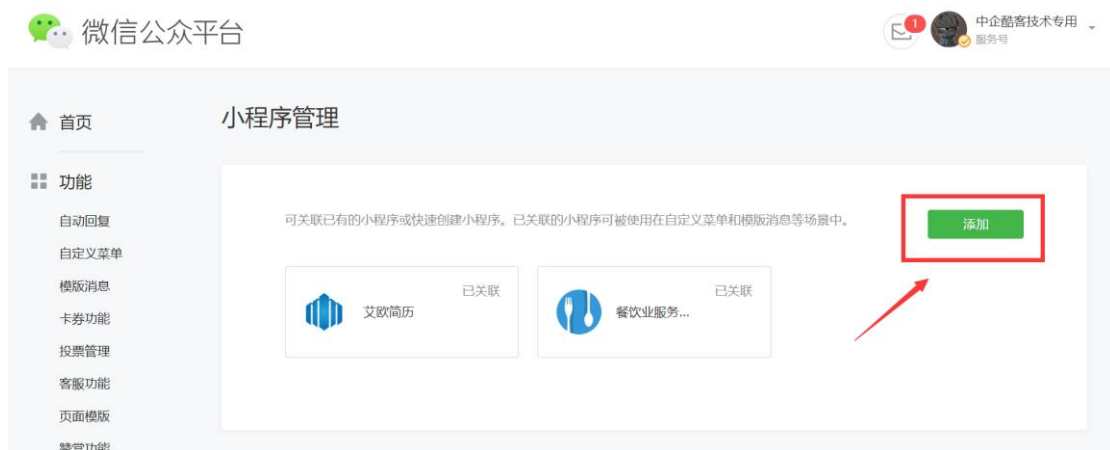 微信公众平台
1
中企酷客技术专用
服务号
首页
小程序管理
功能
自动回复
自定义菜单
模版消息
卡券功能
投票管理
客服功能
页面模版
赞赏功能
可关联已有的小程序或快速创建小程序。已关联的小程序可被使用在自定义菜单和模版消息等场景中。
添加
已关联
艾欧简历
已关联
餐饮业服务...